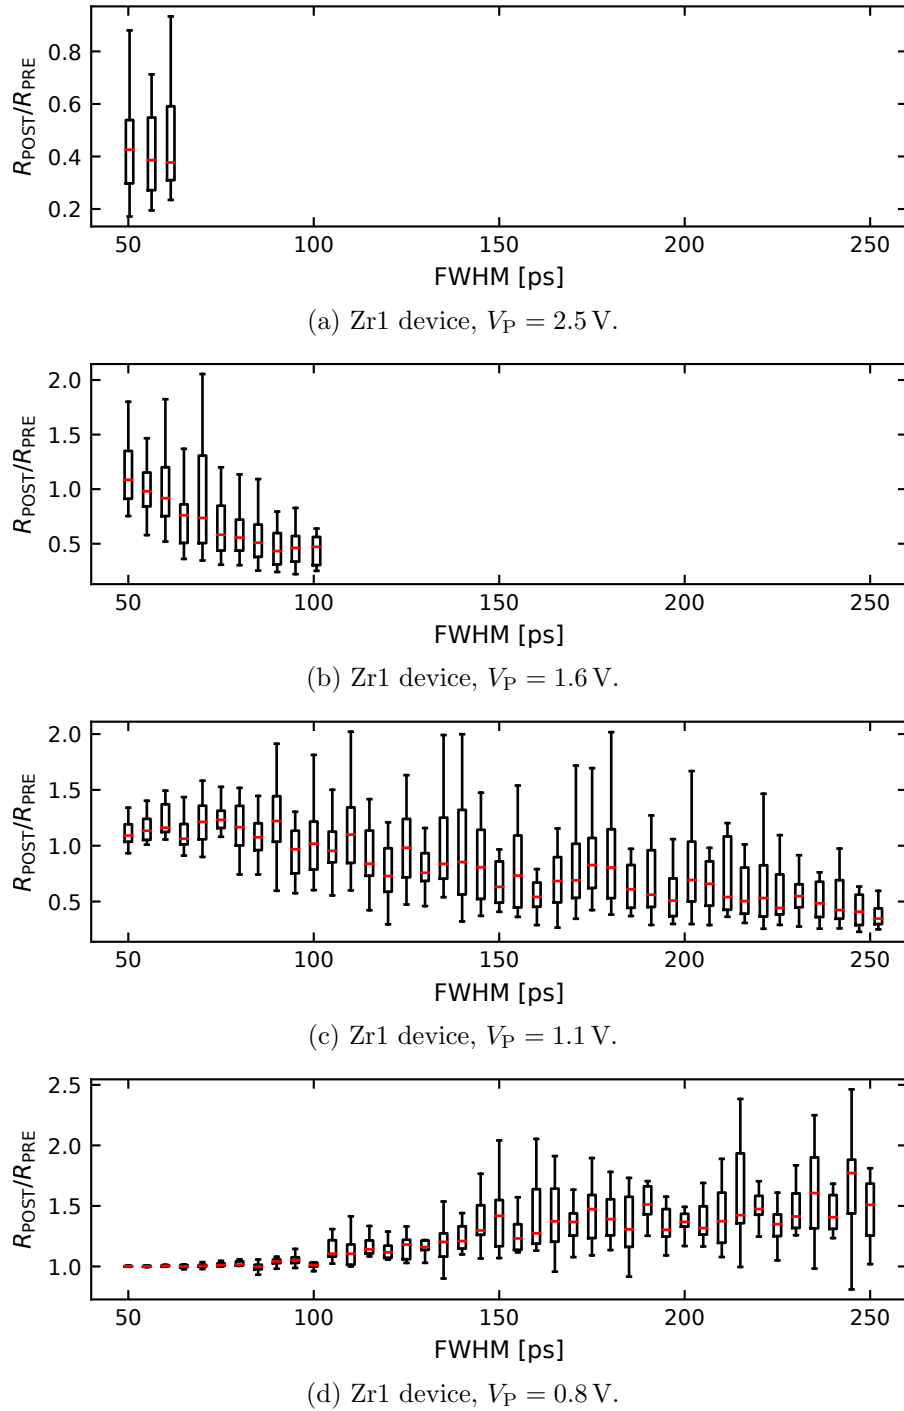 0.8
0.6
0.4
0.2
R_POST/R_PRE
50 100 150 200 250
FWHM [ps]
(a) Zr1 device, V_P = 2.5 V.
2.0
1.5
1.0
0.5
R_POST/R_PRE
50 100 150 200 250
FWHM [ps]
(b) Zr1 device, V_P = 1.6 V.
2.0
1.5
1.0
0.5
R_POST/R_PRE
50 100 150 200 250
FWHM [ps]
(c) Zr1 device, V_P = 1.1 V.
2.5
2.0
1.5
1.0
R_POST/R_PRE
50 100 150 200 250
FWHM [ps]
(d) Zr1 device, V_P = 0.8 V.